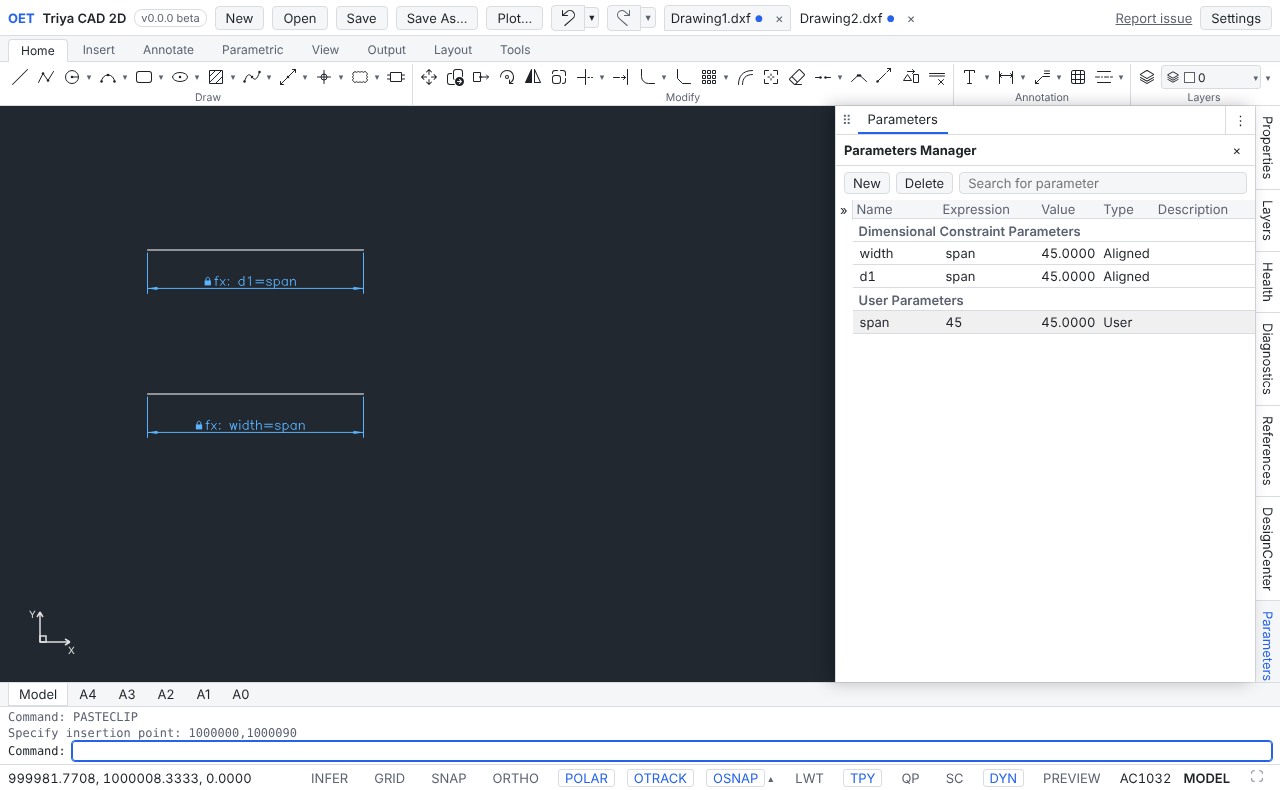 OET Triya CAD 2D v0.0.0 beta New Open Save Save As... Plot... Drawing1.dxf × Drawing2.dxf × Report issue Settings
Home Insert Annotate Parametric View Output Layout Tools
0
Draw Modify Annotation Layers
Parameters
Parameters Manager ×
New Delete Search for parameter
» Name Expression Value Type Description
Dimensional Constraint Parameters
width span 45.0000 Aligned
d1 span 45.0000 Aligned
User Parameters
span 45 45.0000 User
fx: d1=span
fx: width=span
Y
X
Properties
Layers
Health
Diagnostics
References
DesignCenter
Parameters
Model A4 A3 A2 A1 A0
Command: PASTECLIP
Specify insertion point: 1000000,1000090
Command:
999981.7708, 1000008.3333, 0.0000 INFER GRID SNAP ORTHO POLAR OTRACK OSNAP LWT TPY QP SC DYN PREVIEW AC1032 MODEL